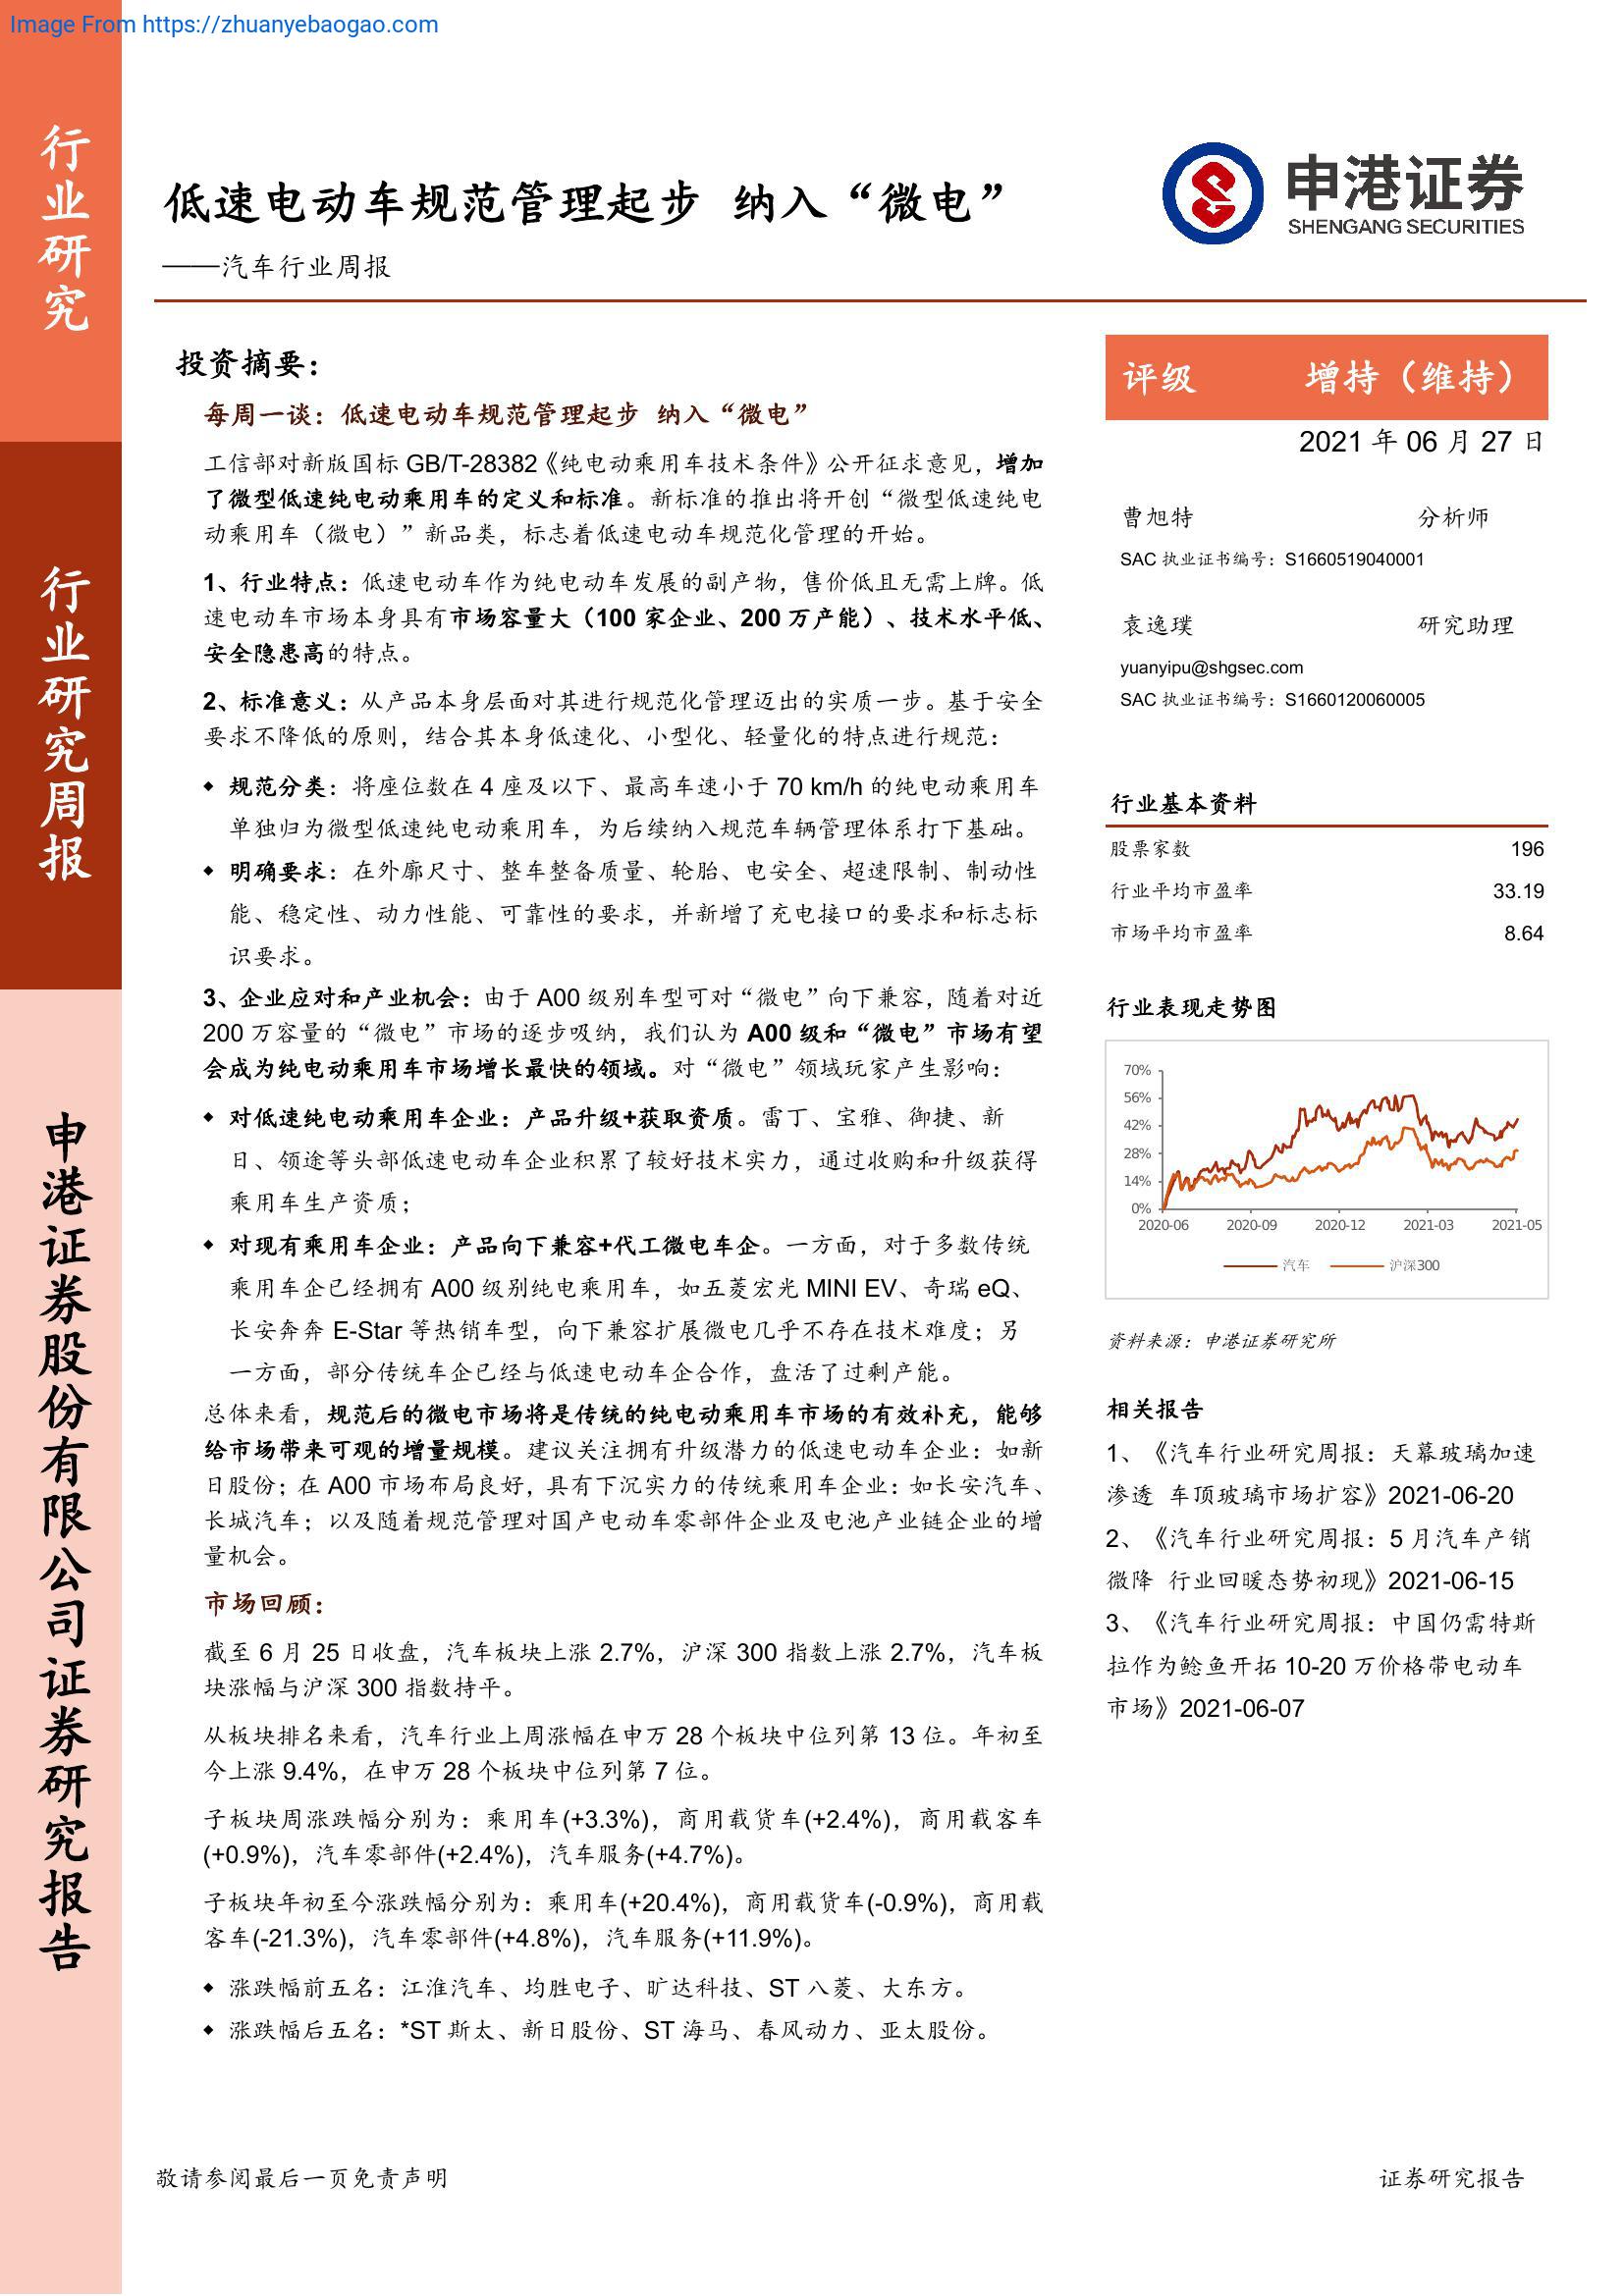 Image From https://zhuanyebaogao.com
行业研究
行业研究周报
申港证券股份有限公司证券研究报告
低速电动车规范管理起步 纳入“微电”
——汽车行业周报
申港证券
SHENGANG SECURITIES
投资摘要：
每周一谈：低速电动车规范管理起步 纳入“微电”
工信部对新版国标 GB/T-28382《纯电动乘用车技术条件》公开征求意见，增加
了微型低速纯电动乘用车的定义和标准。新标准的推出将开创“微型低速纯电
动乘用车（微电）”新品类，标志着低速电动车规范化管理的开始。
1、行业特点：低速电动车作为纯电动车发展的副产物，售价低且无需上牌。低
速电动车市场本身具有市场容量大（100 家企业、200 万产能）、技术水平低、
安全隐患高的特点。
2、标准意义：从产品本身层面对其进行规范化管理迈出的实质一步。基于安全
要求不降低的原则，结合其本身低速化、小型化、轻量化的特点进行规范：
◆ 规范分类：将座位数在 4 座及以下、最高车速小于 70 km/h 的纯电动乘用车
单独归为微型低速纯电动乘用车，为后续纳入规范车辆管理体系打下基础。
◆ 明确要求：在外廓尺寸、整车整备质量、轮胎、电安全、超速限制、制动性
能、稳定性、动力性能、可靠性的要求，并新增了充电接口的要求和标志标
识要求。
3、企业应对和产业机会：由于 A00 级别车型可对“微电”向下兼容，随着对近
200 万容量的“微电”市场的逐步吸纳，我们认为 A00 级和“微电”市场有望
会成为纯电动乘用车市场增长最快的领域。对“微电”领域玩家产生影响：
◆ 对低速纯电动乘用车企业：产品升级+获取资质。雷丁、宝雅、御捷、新
日、领途等头部低速电动车企业积累了较好技术实力，通过收购和升级获得
乘用车生产资质；
◆ 对现有乘用车企业：产品向下兼容+代工微电车企。一方面，对于多数传统
乘用车企已经拥有 A00 级别纯电乘用车，如五菱宏光 MINI EV、奇瑞 eQ、
长安奔奔 E-Star 等热销车型，向下兼容扩展微电几乎不存在技术难度；另
一方面，部分传统车企已经与低速电动车企合作，盘活了过剩产能。
总体来看，规范后的微电市场将是传统的纯电动乘用车市场的有效补充，能够
给市场带来可观的增量规模。建议关注拥有升级潜力的低速电动车企业：如新
日股份；在 A00 市场布局良好，具有下沉实力的传统乘用车企业：如长安汽车、
长城汽车；以及随着规范管理对国产电动车零部件企业及电池产业链企业的增
量机会。
市场回顾：
截至 6 月 25 日收盘，汽车板块上涨 2.7%，沪深 300 指数上涨 2.7%，汽车板
块涨幅与沪深 300 指数持平。
从板块排名来看，汽车行业上周涨幅在申万 28 个板块中位列第 13 位。年初至
今上涨 9.4%，在申万 28 个板块中位列第 7 位。
子板块周涨跌幅分别为：乘用车(+3.3%)，商用载货车(+2.4%)，商用载客车
(+0.9%)，汽车零部件(+2.4%)，汽车服务(+4.7%)。
子板块年初至今涨跌幅分别为：乘用车(+20.4%)，商用载货车(-0.9%)，商用载
客车(-21.3%)，汽车零部件(+4.8%)，汽车服务(+11.9%)。
◆ 涨跌幅前五名：江淮汽车、均胜电子、旷达科技、ST 八菱、大东方。
◆ 涨跌幅后五名：*ST 斯太、新日股份、ST 海马、春风动力、亚太股份。
评级 增持（维持）
2021 年 06 月 27 日
曹旭特 分析师
SAC 执业证书编号：S1660519040001
袁逸璞 研究助理
yuanyipu@shgsec.com
SAC 执业证书编号：S1660120060005
行业基本资料
股票家数 196
行业平均市盈率 33.19
市场平均市盈率 8.64
行业表现走势图
70%
56%
42%
28%
14%
0%
2020-06 2020-09 2020-12 2021-03 2021-05
汽车 沪深300
资料来源：申港证券研究所
相关报告
1、《汽车行业研究周报：天幕玻璃加速
渗透 车顶玻璃市场扩容》2021-06-20
2、《汽车行业研究周报：5 月汽车产销
微降 行业回暖态势初现》2021-06-15
3、《汽车行业研究周报：中国仍需特斯
拉作为鲶鱼开拓 10-20 万价格带电动车
市场》2021-06-07
敬请参阅最后一页免责声明 证券研究报告